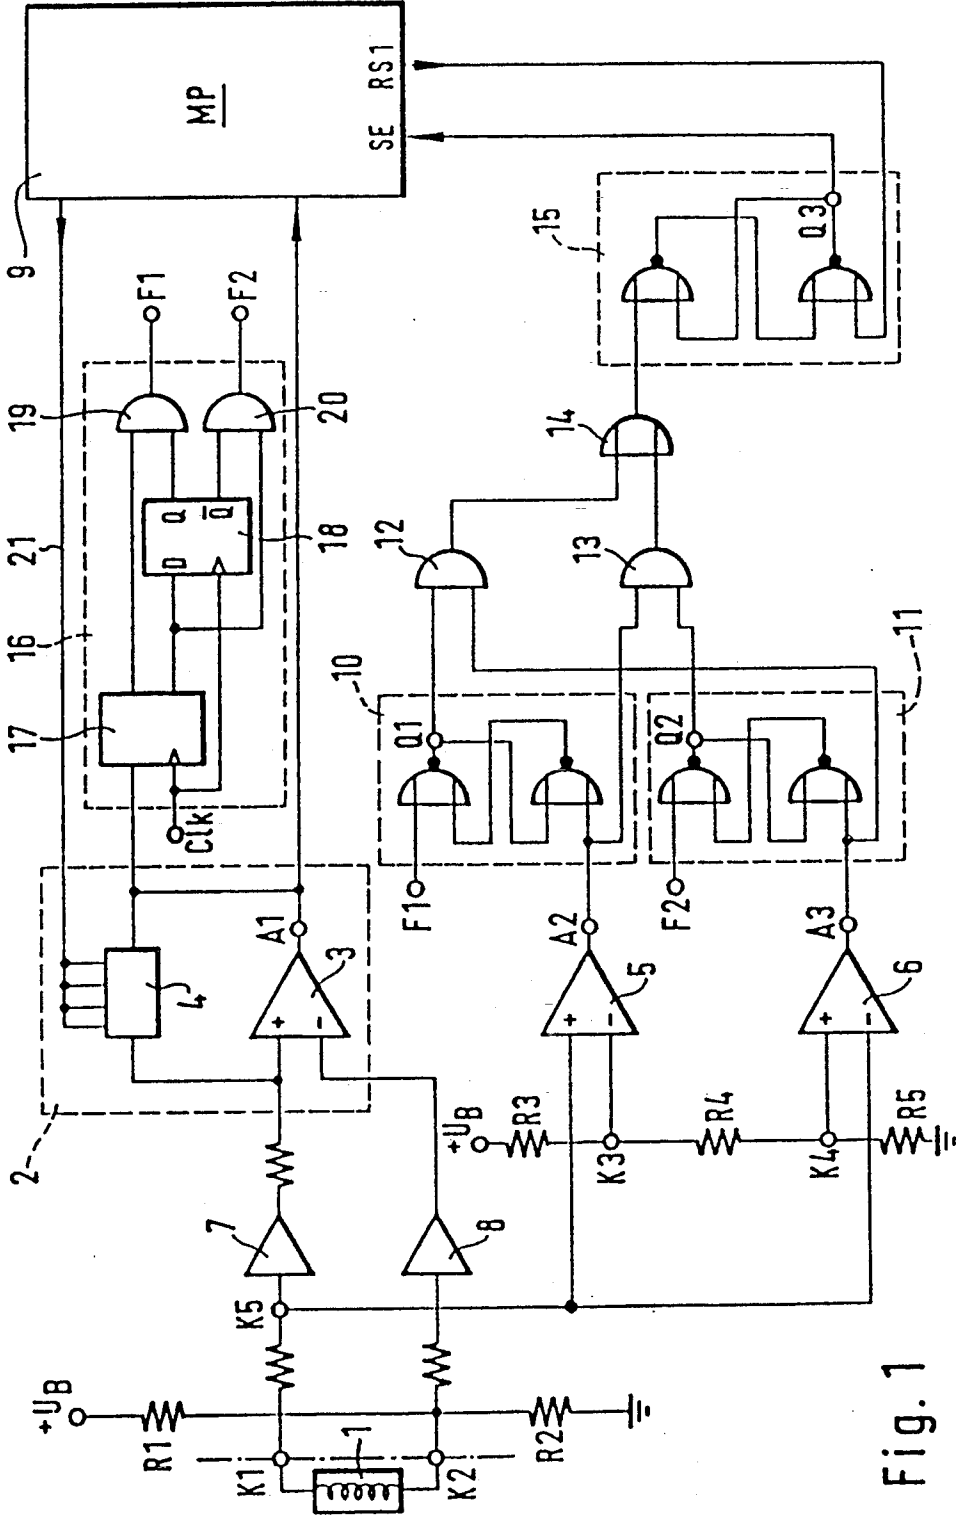 9
MP
SE
RS1
21
16
19
F1
F2
20
17
D
Q
Q̅
18
Clk
15
Q3
14
12
13
10
Q1
11
Q2
F1
F2
2
4
A1
3
+
−
A2
5
+
−
A3
6
+
−
7
8
K5
+UB
R3
K3
R4
K4
R5
+UB
R1
K1
1
K2
R2
Fig. 1